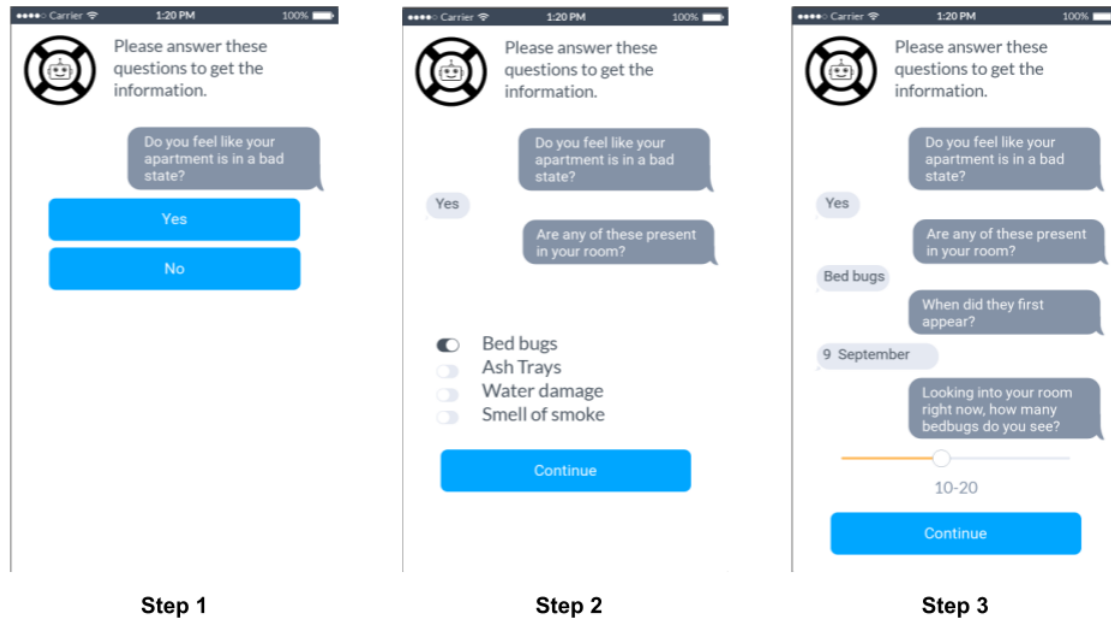 Carrier 1:20 PM 100%
Please answer these
questions to get the
information.
Do you feel like your
apartment is in a bad
state?
Yes
No
Step 1
Carrier 1:20 PM 100%
Please answer these
questions to get the
information.
Do you feel like your
apartment is in a bad
state?
Yes
Are any of these present
in your room?
Bed bugs
Ash Trays
Water damage
Smell of smoke
Continue
Step 2
Carrier 1:20 PM 100%
Please answer these
questions to get the
information.
Do you feel like your
apartment is in a bad
state?
Yes
Are any of these present
in your room?
Bed bugs
When did they first
appear?
9 September
Looking into your room
right now, how many
bedbugs do you see?
10-20
Continue
Step 3